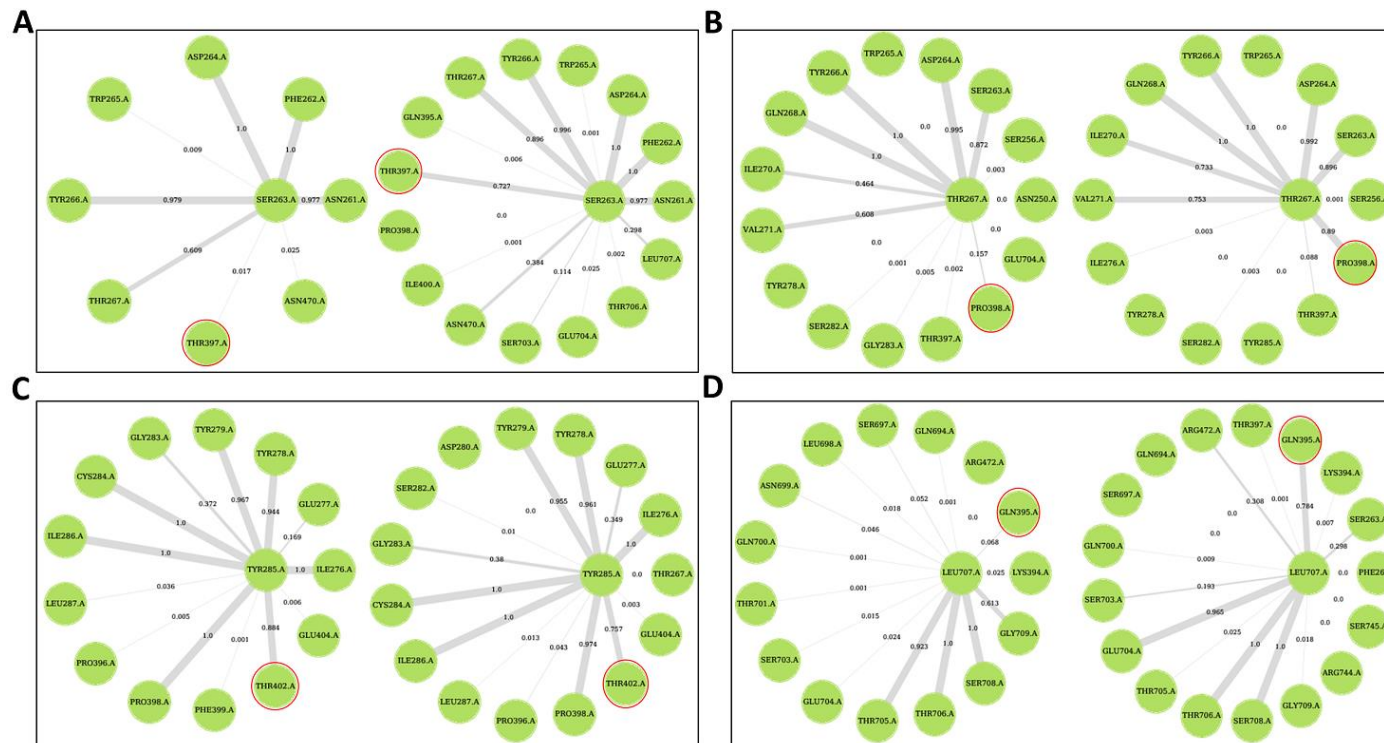 A
ASP264.A
TRP265.A
PHE262.A
1.0
1.0
0.009
TYR266.A
0.979
SER263.A
0.977
ASN261.A
0.609
0.025
0.017
THR267.A
ASN470.A
THR397.A
TYR266.A
TRP265.A
THR267.A
ASP264.A
GLN395.A
0.996
0.001
0.896
1.0
PHE262.A
0.006
1.0
THR397.A
0.727
SER263.A
0.977
ASN261.A
0.0
0.298
PRO398.A
0.001
0.002
LEU707.A
0.384
0.114
0.025
ILE400.A
THR706.A
ASN470.A
SER703.A
GLU704.A
B
TRP265.A
ASP264.A
TYR266.A
SER263.A
GLN268.A
0.0
0.995
1.0
0.872
SER256.A
1.0
0.003
ILE270.A
0.464
THR267.A
0.0
ASN250.A
0.608
VAL271.A
0.0
0.0
0.157
GLU704.A
0.001
0.005
0.002
TYR278.A
PRO398.A
SER282.A
GLY283.A
THR397.A
TYR266.A
TRP265.A
GLN268.A
ASP264.A
1.0
0.0
0.992
ILE270.A
1.0
SER263.A
0.733
0.896
VAL271.A
0.753
THR267.A
0.001
SER256.A
0.003
0.89
ILE276.A
0.0
0.003
0.0
0.088
PRO398.A
TYR278.A
THR397.A
SER282.A
TYR285.A
C
TYR279.A
GLY283.A
TYR278.A
CYS284.A
0.967
0.372
0.944
GLU277.A
1.0
0.169
ILE286.A
1.0
TYR285.A
1.0
ILE276.A
0.036
0.006
LEU287.A
0.005
0.884
GLU404.A
1.0
0.001
PRO396.A
PRO398.A
PHE399.A
THR402.A
TYR279.A
TYR278.A
ASP280.A
GLU277.A
SER282.A
0.955
0.961
0.0
0.349
ILE276.A
0.01
1.0
GLY283.A
0.38
TYR285.A
0.0
THR267.A
1.0
0.003
CYS284.A
1.0
0.757
GLU404.A
0.013
0.043
0.974
ILE286.A
THR402.A
LEU287.A
PRO396.A
PRO398.A
D
SER697.A
GLN694.A
LEU698.A
ARG472.A
ASN699.A
0.052
0.001
0.018
0.0
GLN395.A
0.046
0.068
GLN700.A
0.001
LEU707.A
0.025
LYS394.A
0.001
0.613
THR701.A
0.015
1.0
GLY709.A
0.024
1.0
0.923
SER703.A
SER708.A
GLU704.A
THR705.A
THR706.A
THR397.A
ARG472.A
GLN395.A
GLN694.A
LYS394.A
0.308
0.001
0.784
SER697.A
0.0
0.007
SER263.A
0.0
0.298
GLN700.A
0.009
LEU707.A
0.0
PHE26
SER703.A
0.193
0.0
0.965
0.0
SER745.A
GLU704.A
0.025
1.0
1.0
0.018
ARG744.A
THR705.A
THR706.A
SER708.A
GLY709.A